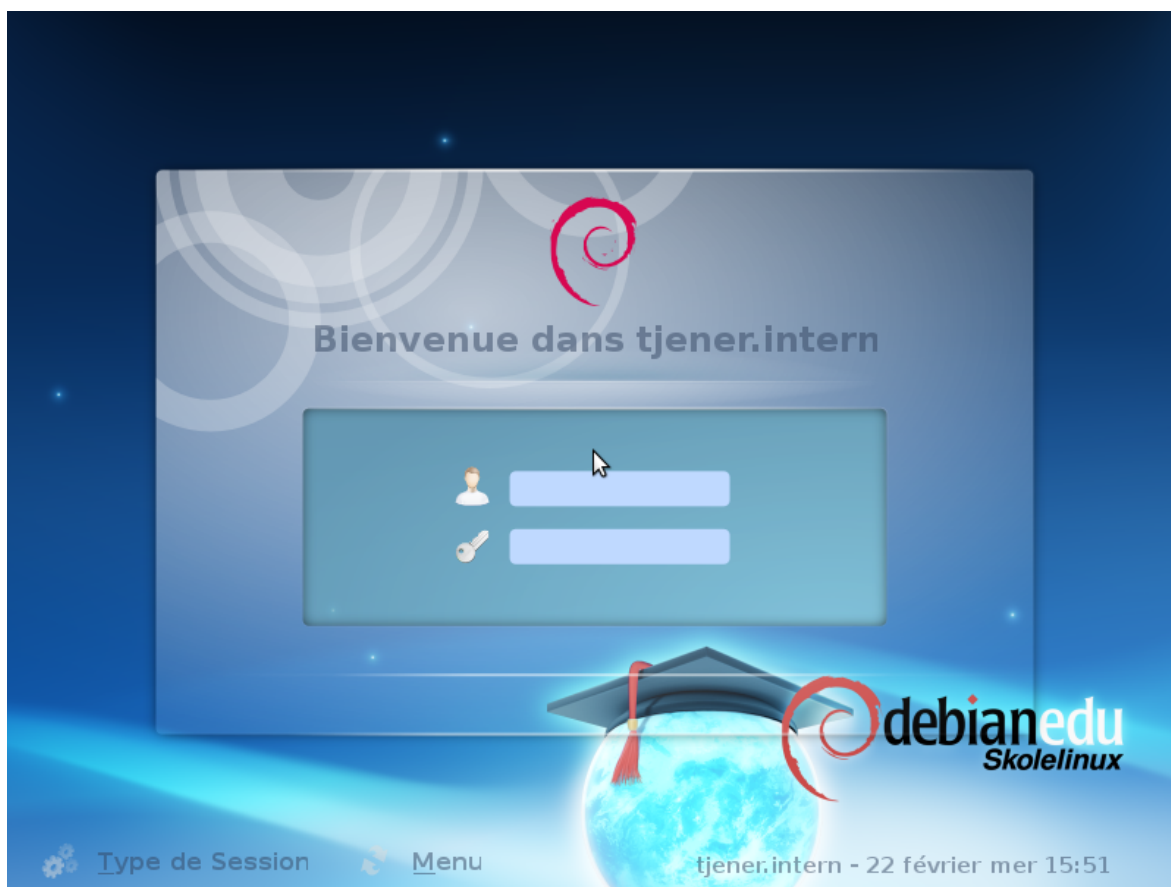 Bienvenue dans tjener.intern
debianedu
Skolelinux
Type de Session
Menu
tjener.intern - 22 février mer 15:51